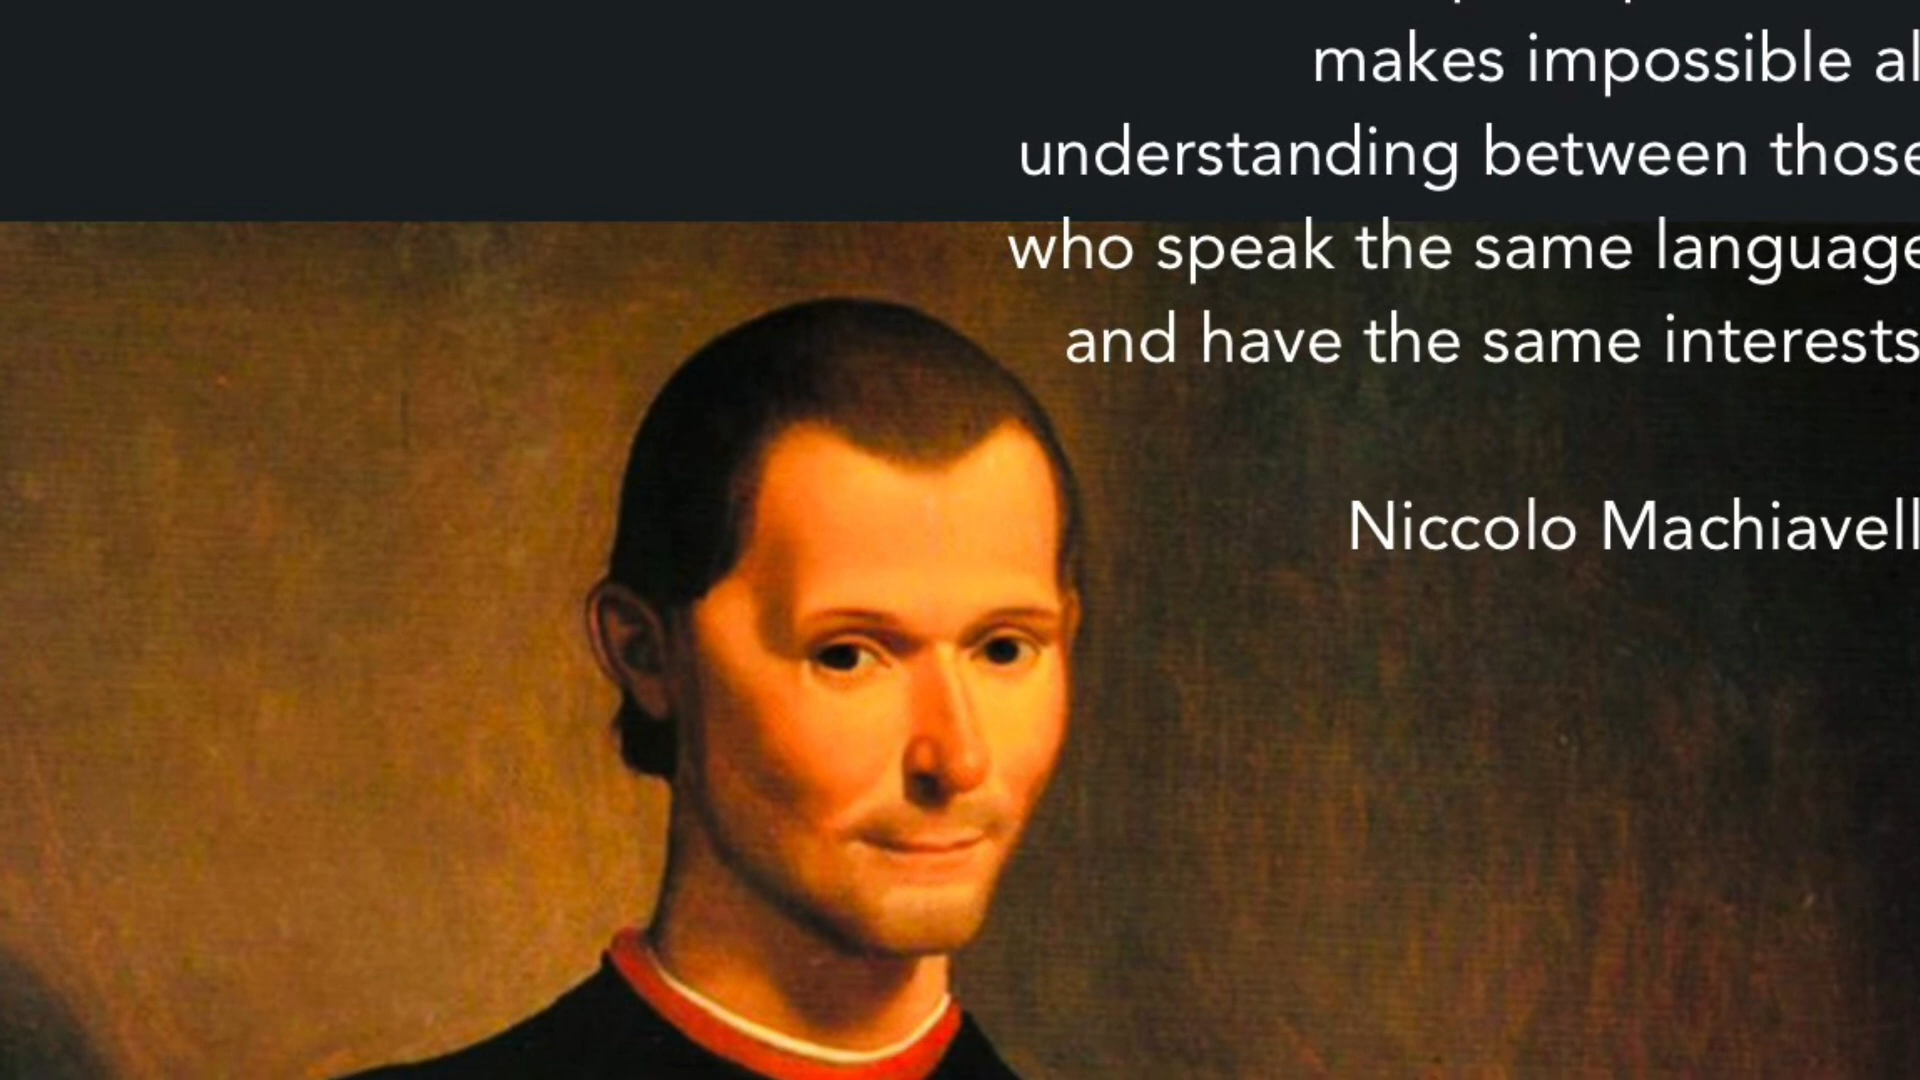 makes impossible al
understanding between those
who speak the same language
and have the same interests
Niccolo Machiavell